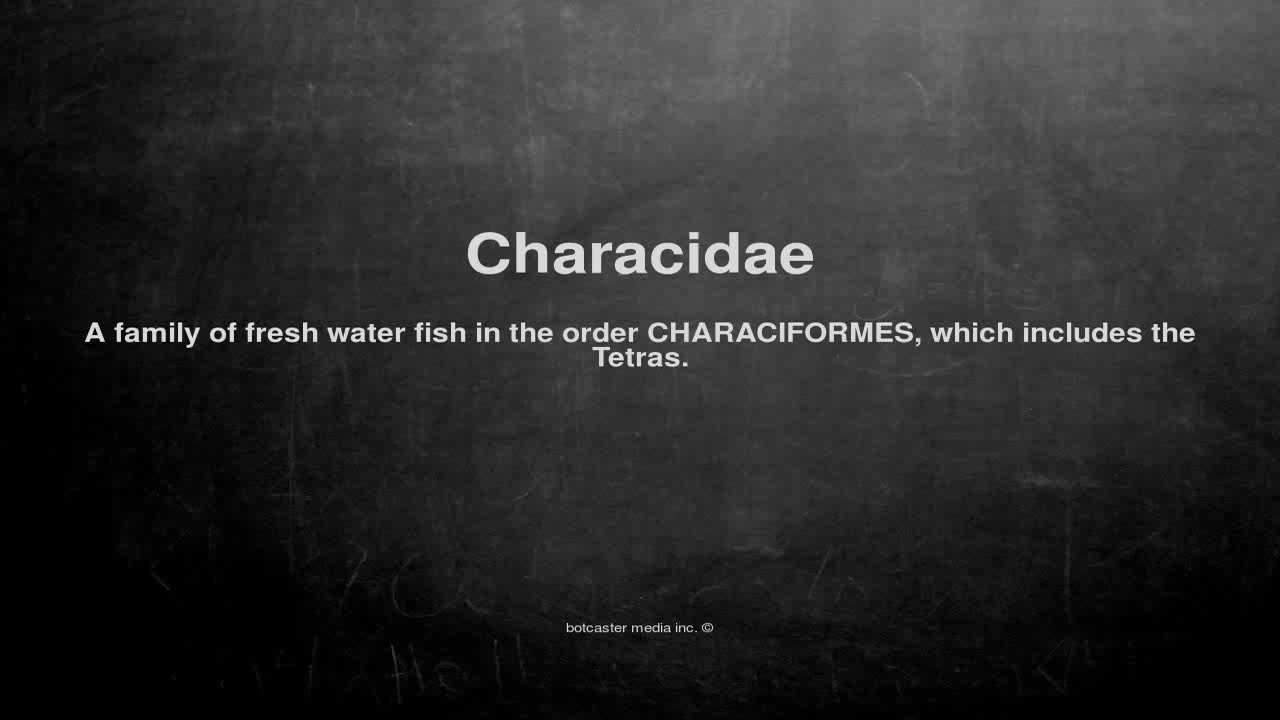 Characidae
A family of fresh water fish in the order CHARACIFORMES, which includes the
Tetras.
botcaster media inc. ©